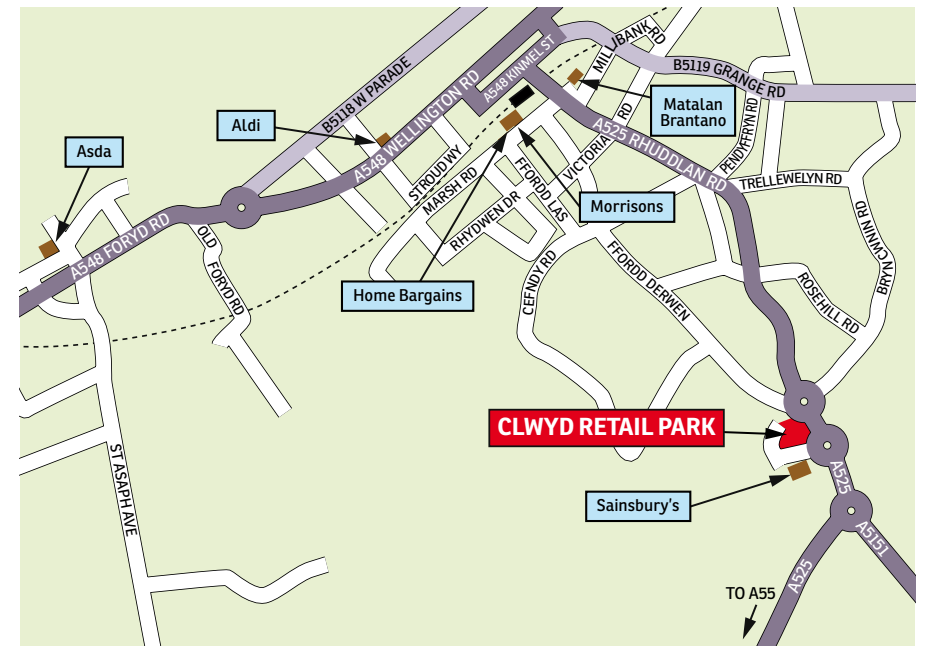 B5118 W PARADE
A548 WELLINGTON RD
A548 KINMEL ST
MILLBANK RD
B5119 GRANGE RD
Matalan
Brantano
Aldi
Asda
STROUD WY
MARSH RD
VICTORIA RD
A525 RHUDDLAN RD
PENDYFFRYN RD
TRELLEWELYN RD
Morrisons
FFORDD LAS
RHYDWEN DR
A548 FORYD RD
OLD
FORYD RD
Home Bargains
CEFNDY RD
FFORDD DERWEN
ROSEHILL RD
BRYN CWNIN RD
CLWYD RETAIL PARK
Sainsbury's
ST ASAPH AVE
A525
A5151
A525
TO A55